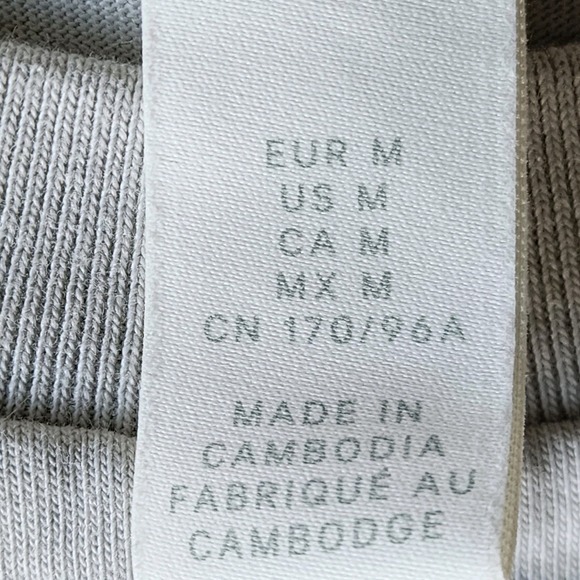 EUR M
US M
CA M
MX M
CN 170/96A
MADE IN
CAMBODIA
FABRIQUÉ AU
CAMBODGE